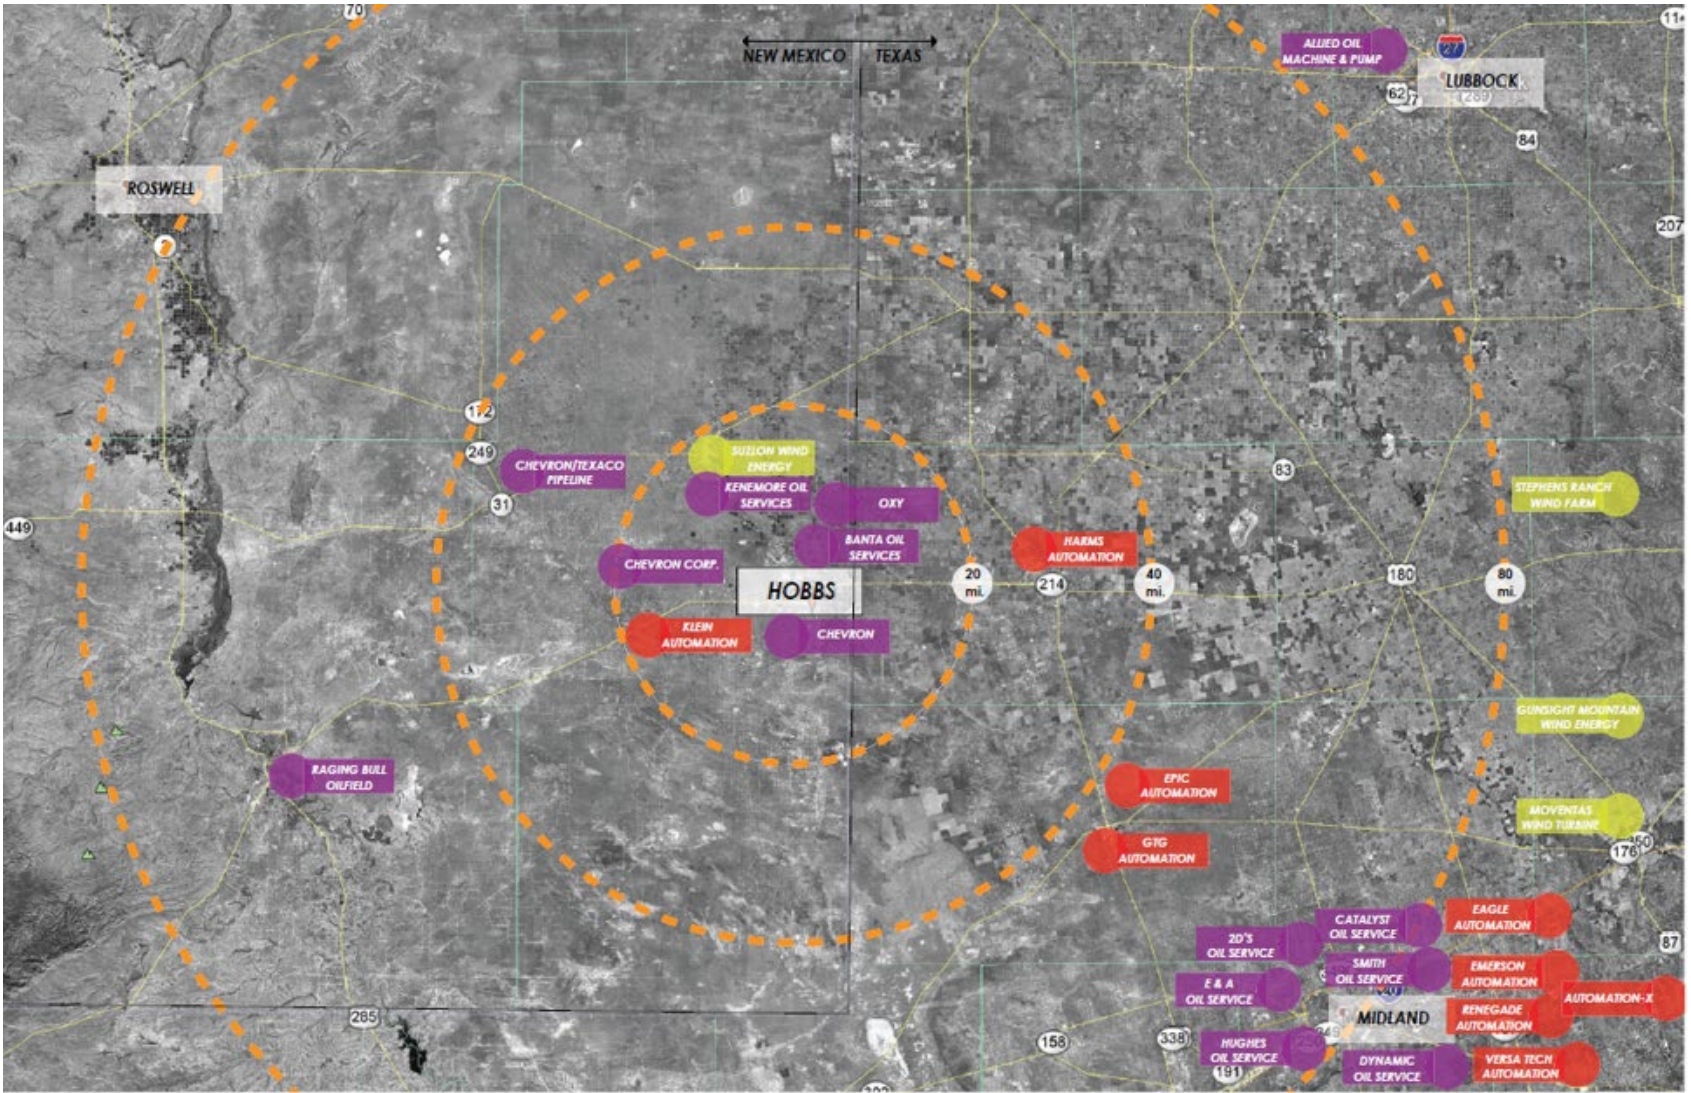 70
NEW MEXICO
TEXAS
ALLIED OIL
MACHINE & PUMP
27
LUBBOCK
62
84
ROSWELL
2
207
172
249
31
449
CHEVRON/TEXACO
PIPELINE
SUZLON WIND
ENERGY
KENEMORE OIL
SERVICES
OXY
BANTA OIL
SERVICES
CHEVRON CORP.
HARMS
AUTOMATION
83
STEPHENS RANCH
WIND FARM
HOBBS
20
mi.
214
40
mi.
180
80
mi.
KLEIN
AUTOMATION
CHEVRON
GUNSIGHT MOUNTAIN
WIND ENERGY
RAGING BULL
OILFIELD
EPIC
AUTOMATION
MOVENTAS
WIND TURBINE
176
GTG
AUTOMATION
CATALYST
OIL SERVICE
EAGLE
AUTOMATION
2D'S
OIL SERVICE
87
SMITH
OIL SERVICE
EMERSON
AUTOMATION
E & A
OIL SERVICE
AUTOMATION-X
MIDLAND
RENEGADE
AUTOMATION
285
158
338
HUGHES
OIL SERVICE
191
DYNAMIC
OIL SERVICE
VERSA TECH
AUTOMATION